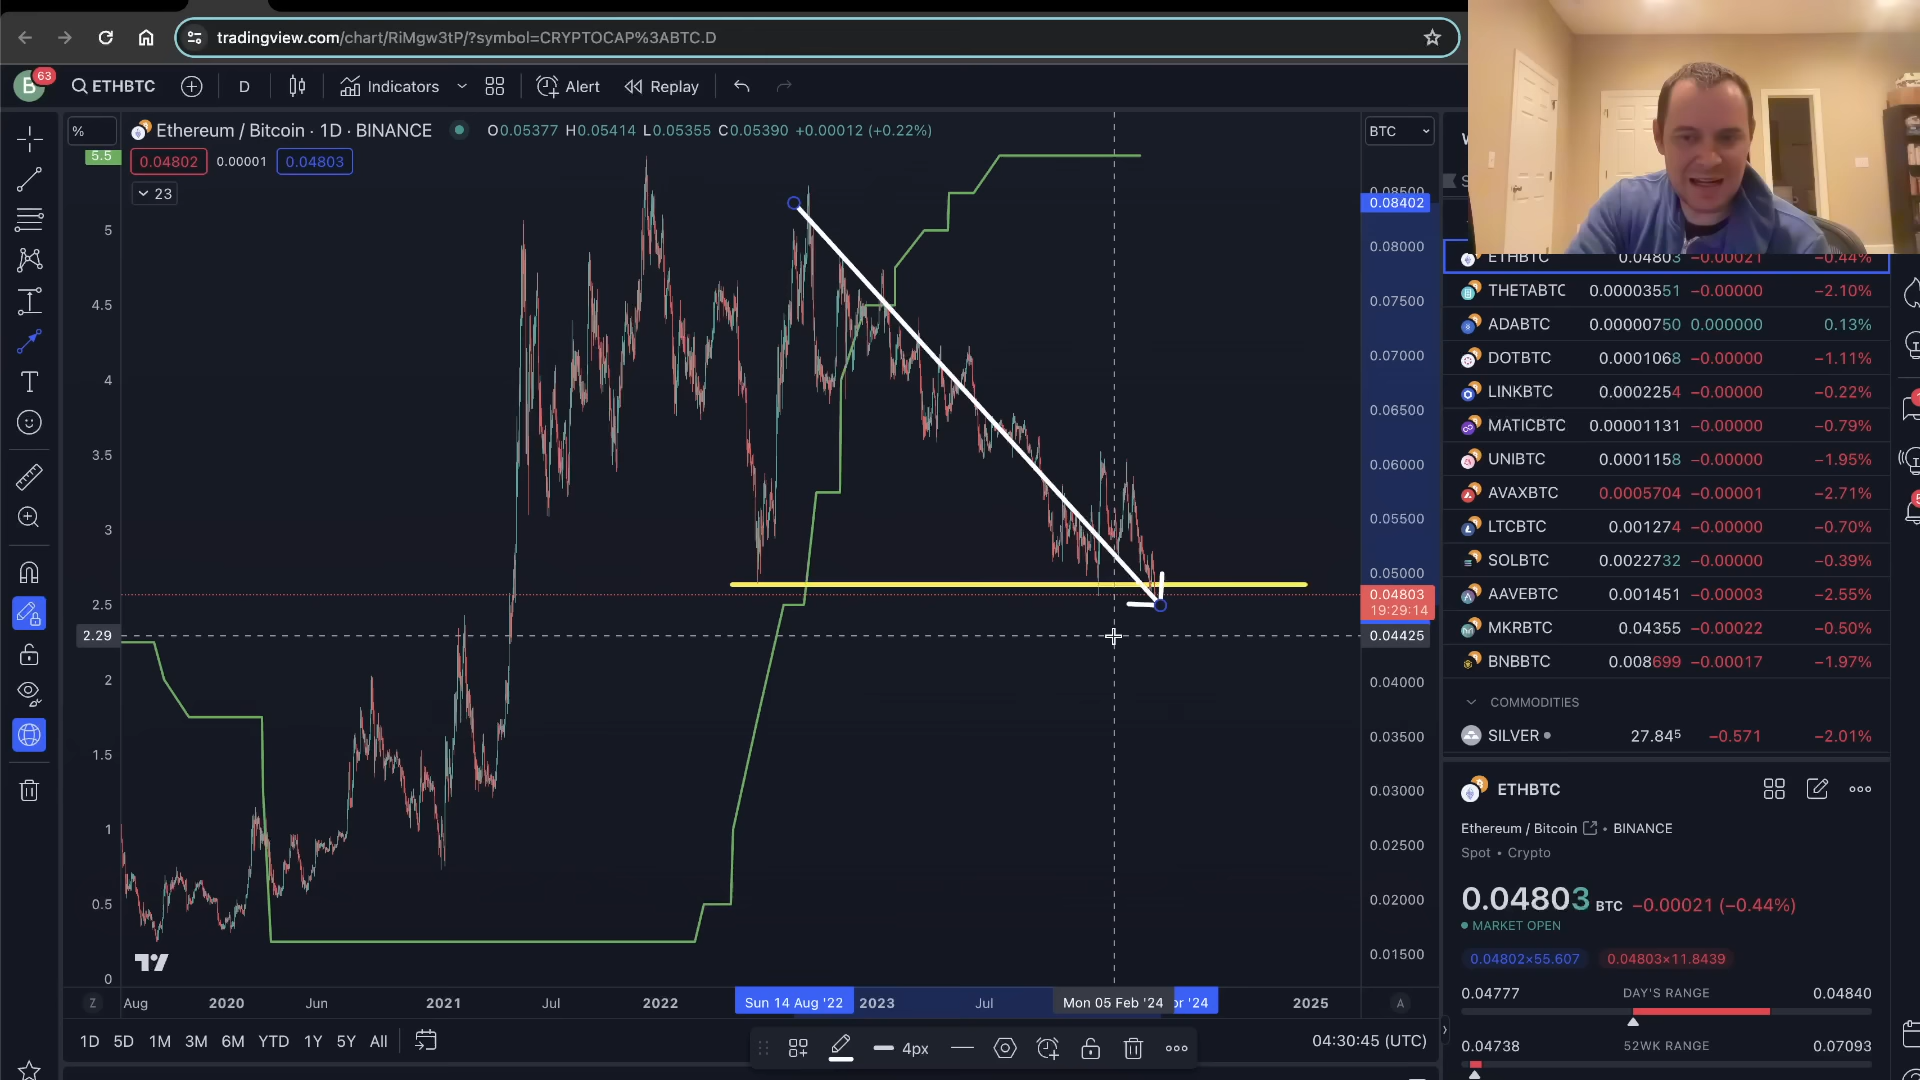 tradingview.com/chart/RiMgw3tP/?symbol=CRYPTOCAP%3ABTC.D
B 63 ETHBTC D Indicators Alert Replay
% Ethereum / Bitcoin · 1D · BINANCE O0.05377 H0.05414 L0.05355 C0.05390 +0.00012 (+0.22%) BTC
0.04802 0.00001 0.04803
23
5.5
5
4.5
4
3.5
3
2.5
2.29
2
1.5
1
0.5
0
0.08500
0.08402
0.08000
0.07500
0.07000
0.06500
0.06000
0.05500
0.05000
0.04803
19:29:14
0.04425
0.04000
0.03500
0.03000
0.02500
0.02000
0.01500
Z Aug 2020 Jun 2021 Jul 2022 Sun 14 Aug '22 2023 Jul Mon 05 Feb '24 pr '24 2025 A
1D 5D 1M 3M 6M YTD 1Y 5Y All 4px 04:30:45 (UTC)
ETHBTC 0.04803 −0.00021 −0.44%
THETABTC 0.00003551 −0.00000 −2.10%
ADABTC 0.00000750 0.000000 0.13%
DOTBTC 0.0001068 −0.00000 −1.11%
LINKBTC 0.0002254 −0.00000 −0.22%
MATICBTC 0.00001131 −0.00000 −0.79%
UNIBTC 0.0001158 −0.00000 −1.95%
AVAXBTC 0.0005704 −0.00001 −2.71%
LTCBTC 0.001274 −0.00000 −0.70%
SOLBTC 0.0022732 −0.00000 −0.39%
AAVEBTC 0.001451 −0.00003 −2.55%
MKRBTC 0.04355 −0.00022 −0.50%
BNBBTC 0.008699 −0.00017 −1.97%
COMMODITIES
SILVER 27.845 −0.571 −2.01%
ETHBTC
Ethereum / Bitcoin • BINANCE
Spot • Crypto
0.04803 BTC −0.00021 (−0.44%)
MARKET OPEN
0.04802×55.607 0.04803×11.8439
0.04777 DAY'S RANGE 0.04840
0.04738 52WK RANGE 0.07093